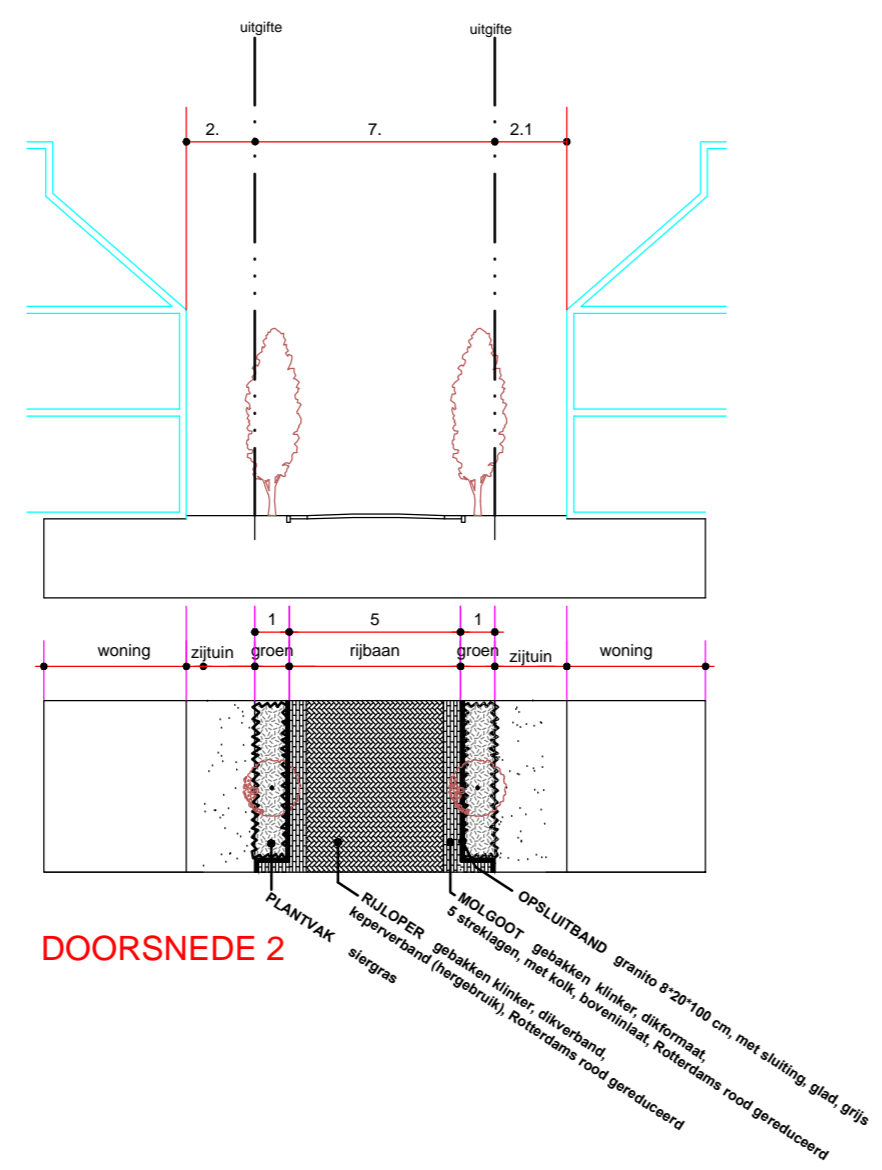 uitgifte
uitgifte
2.
7.
2.1
1
5
1
woning
zijtuin
groen
rijbaan
groen
zijtuin
woning
DOORSNEDE 2
PLANTVAK
siergras
RIJLOPER gebakken klinker, dikverband,
keperverband (hergebruik), Rotterdams rood gereduceerd
MOLGOOT gebakken klinker, dikformaat,
5 streklagen, met kolk, boveninlaat, Rotterdams rood gereduceerd
OPSLUITBAND granito 8*20*100 cm, met sluiting, glad, grijs